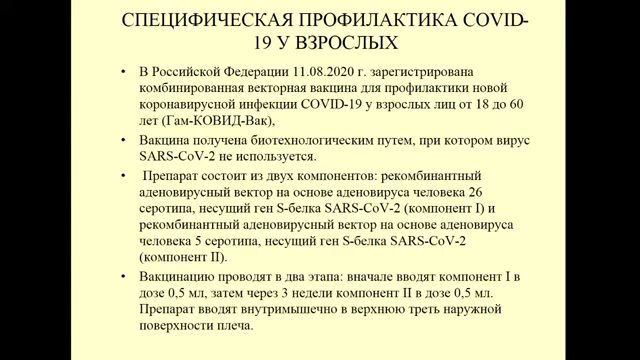 СПЕЦИФИЧЕСКАЯ ПРОФИЛАКТИКА COVID-
19 У ВЗРОСЛЫХ
• В Российской Федерации 11.08.2020 г. зарегистрирована
комбинированная векторная вакцина для профилактики новой
коронавирусной инфекции COVID-19 у взрослых лиц от 18 до 60
лет (Гам-КОВИД-Вак),
• Вакцина получена биотехнологическим путем, при котором вирус
SARS-CoV-2 не используется.
• Препарат состоит из двух компонентов: рекомбинантный
аденовирусный вектор на основе аденовируса человека 26
серотипа, несущий ген S-белка SARS-CoV-2 (компонент I) и
рекомбинантный аденовирусный вектор на основе аденовируса
человека 5 серотипа, несущий ген S-белка SARS-CoV-2
(компонент II).
• Вакцинацию проводят в два этапа: вначале вводят компонент I в
дозе 0,5 мл, затем через 3 недели компонент II в дозе 0,5 мл.
Препарат вводят внутримышечно в верхнюю треть наружной
поверхности плеча.